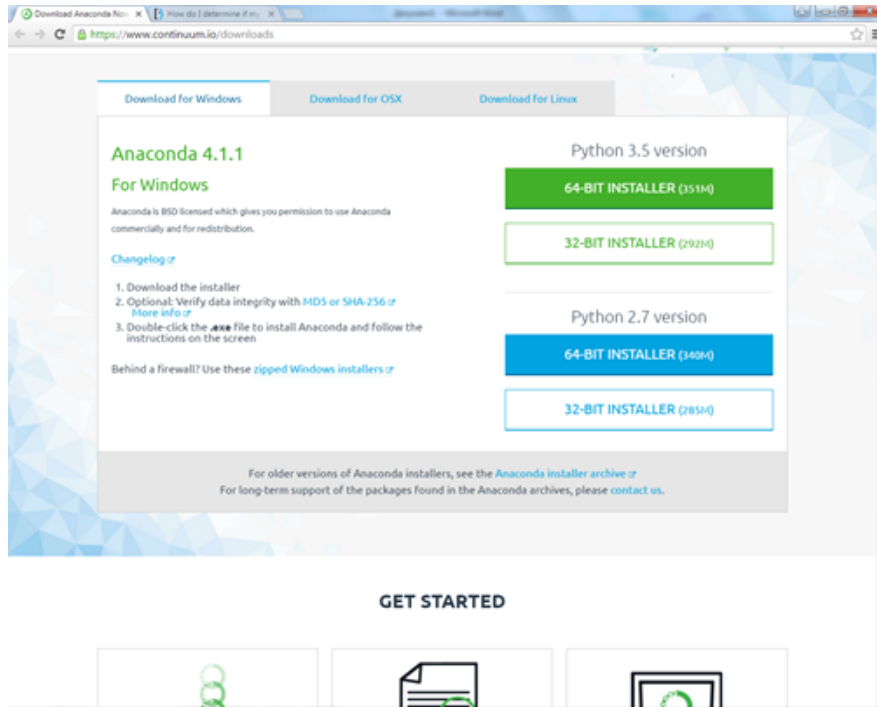 Download Anaconda No
How do I determine if my
https://www.continuum.io/downloads
Download for Windows
Download for OSX
Download for Linux
Anaconda 4.1.1
For Windows
Anaconda is BSD licensed which gives you permission to use Anaconda
commercially and for redistribution.
Changelog
1. Download the installer
2. Optional: Verify data integrity with MD5 or SHA-256
More info
3. Double-click the .exe file to install Anaconda and follow the
instructions on the screen
Behind a firewall? Use these zipped Windows installers
Python 3.5 version
64-BIT INSTALLER (351M)
32-BIT INSTALLER (292M)
Python 2.7 version
64-BIT INSTALLER (340M)
32-BIT INSTALLER (285M)
For older versions of Anaconda installers, see the Anaconda installer archive
For long-term support of the packages found in the Anaconda archives, please contact us.
GET STARTED